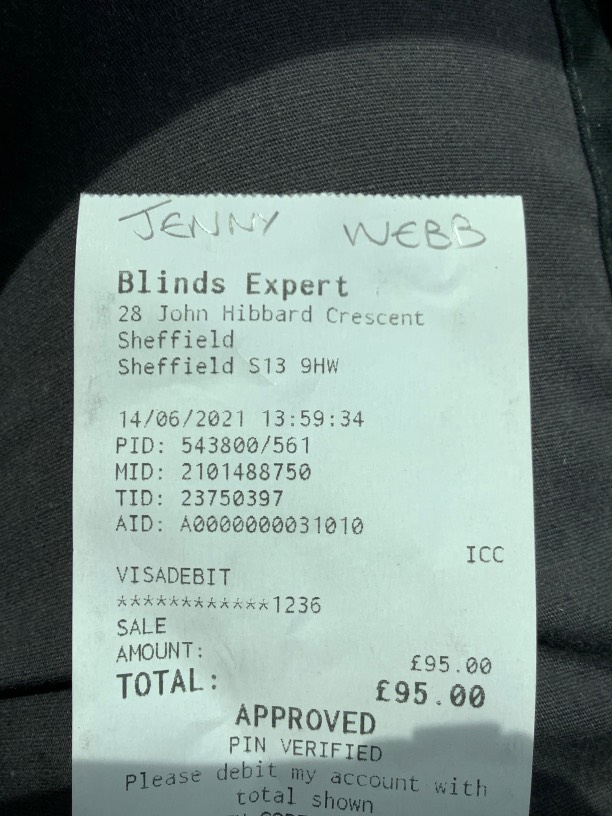 JENNY WEBB
Blinds Expert
28 John Hibbard Crescent
Sheffield
Sheffield S13 9HW
14/06/2021 13:59:34
PID: 543800/561
MID: 2101488750
TID: 23750397
AID: A0000000031010
ICC
VISADEBIT
************1236
SALE
AMOUNT: £95.00
TOTAL: £95.00
APPROVED
PIN VERIFIED
Please debit my account with
total shown